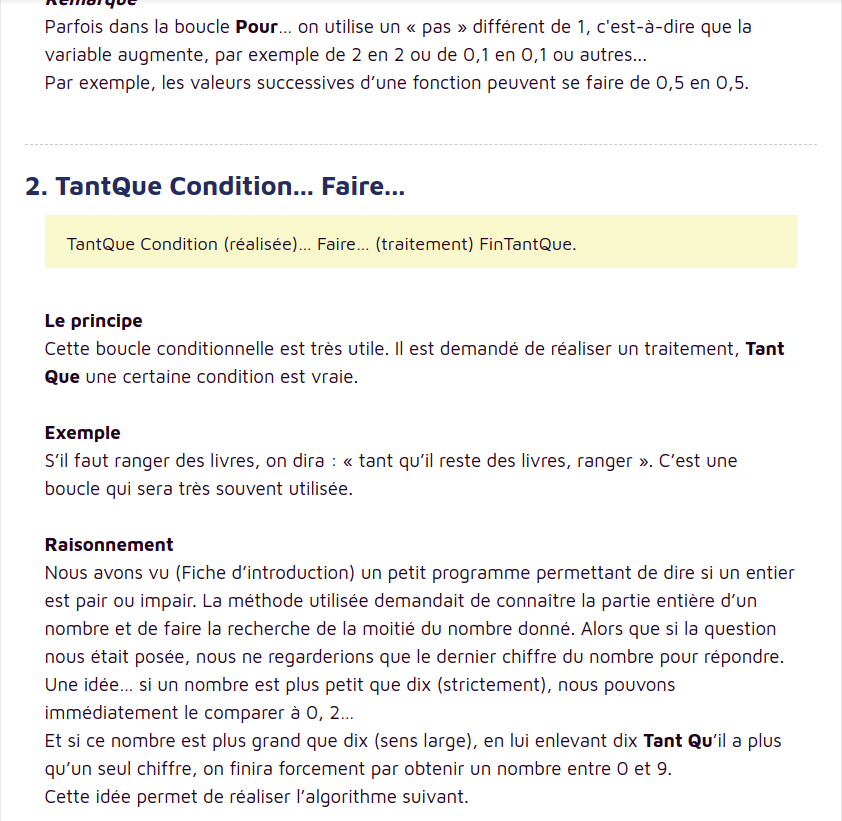 Remarque
Parfois dans la boucle Pour... on utilise un « pas » différent de 1, c'est-à-dire que la
variable augmente, par exemple de 2 en 2 ou de 0,1 en 0,1 ou autres...
Par exemple, les valeurs successives d’une fonction peuvent se faire de 0,5 en 0,5.
2. TantQue Condition... Faire...
TantQue Condition (réalisée)... Faire... (traitement) FinTantQue.
Le principe
Cette boucle conditionnelle est très utile. Il est demandé de réaliser un traitement, Tant
Que une certaine condition est vraie.
Exemple
S’il faut ranger des livres, on dira : « tant qu’il reste des livres, ranger ». C’est une
boucle qui sera très souvent utilisée.
Raisonnement
Nous avons vu (Fiche d’introduction) un petit programme permettant de dire si un entier
est pair ou impair. La méthode utilisée demandait de connaître la partie entière d’un
nombre et de faire la recherche de la moitié du nombre donné. Alors que si la question
nous était posée, nous ne regarderions que le dernier chiffre du nombre pour répondre.
Une idée... si un nombre est plus petit que dix (strictement), nous pouvons
immédiatement le comparer à 0, 2...
Et si ce nombre est plus grand que dix (sens large), en lui enlevant dix Tant Qu’il a plus
qu’un seul chiffre, on finira forcement par obtenir un nombre entre 0 et 9.
Cette idée permet de réaliser l’algorithme suivant.